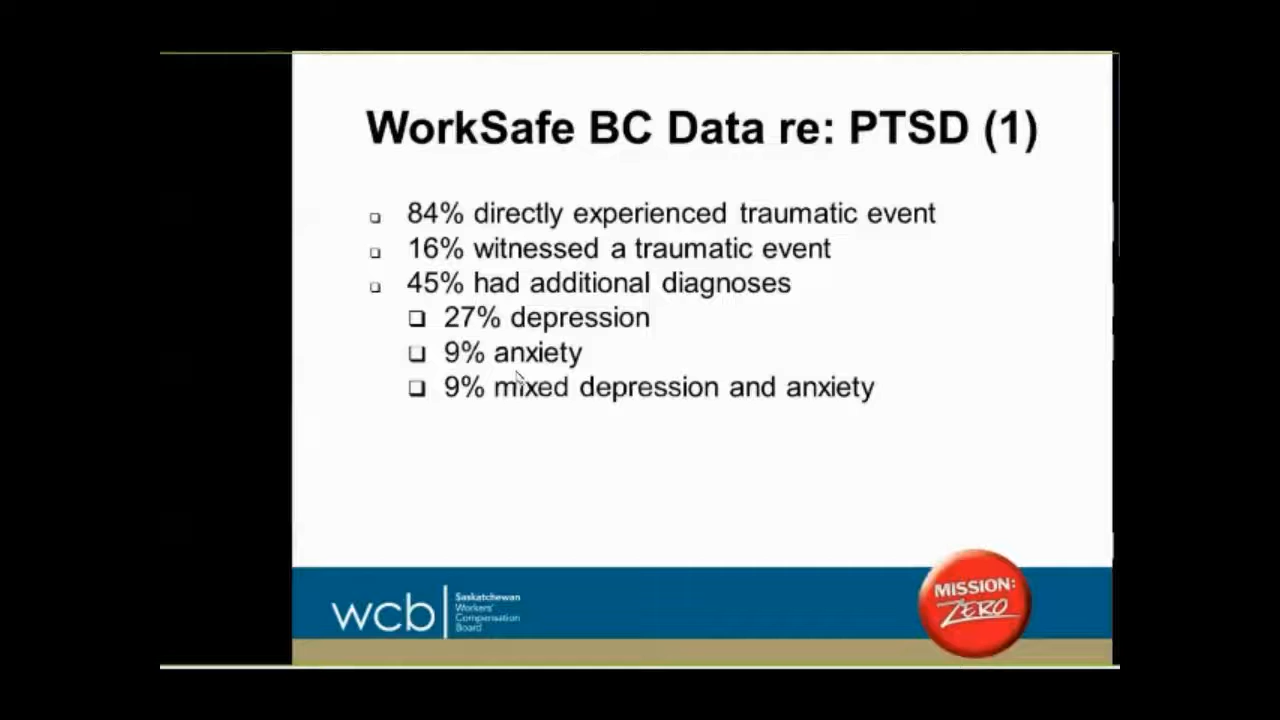 WorkSafe BC Data re: PTSD (1)
84% directly experienced traumatic event
16% witnessed a traumatic event
45% had additional diagnoses
27% depression
9% anxiety
9% mixed depression and anxiety
wcb
Saskatchewan
Workers'
Compensation
Board
MISSION:
ZERO